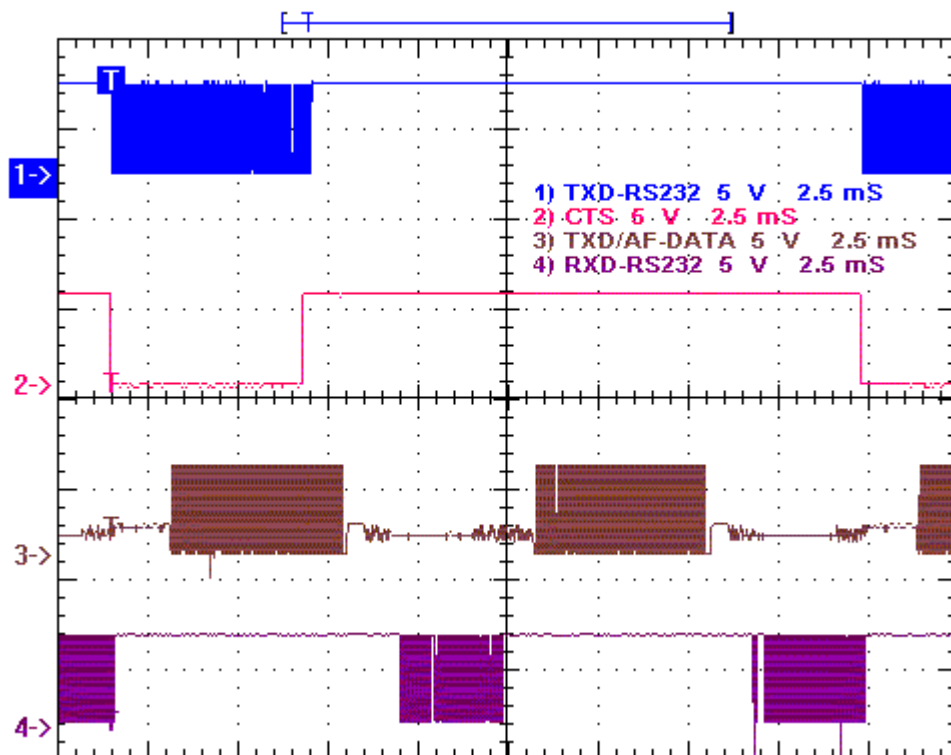 T
T
1->
1) TXD-RS232 5 V 2.5 mS
2) CTS 5 V 2.5 mS
3) TXD/AF-DATA 5 V 2.5 mS
4) RXD-RS232 5 V 2.5 mS
2->
3->
4->